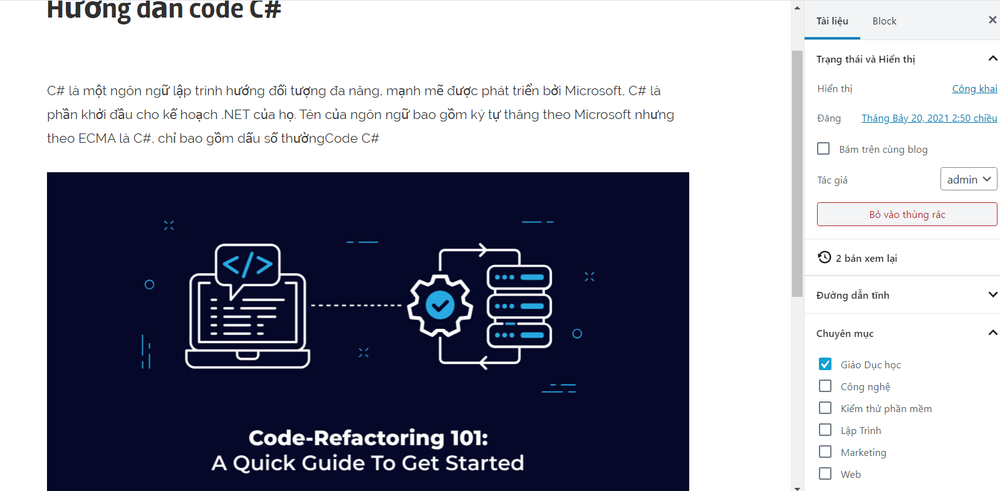 Hướng dẫn code C#
C# là một ngôn ngữ lập trình hướng đối tượng đa năng, mạnh mẽ được phát triển bởi Microsoft, C# là
phần khởi đầu cho kế hoạch .NET của họ. Tên của ngôn ngữ bao gồm ký tự thăng theo Microsoft nhưng
theo ECMA là C#, chỉ bao gồm dấu số thườngCode C#
</>
Code-Refactoring 101:
A Quick Guide To Get Started
Tài liệu Block
Trạng thái và Hiển thị
Hiển thị Công khai
Đăng Tháng Bảy 20, 2021 2:50 chiều
Bám trên cùng blog
Tác giả admin
Bỏ vào thùng rác
2 bản xem lại
Đường dẫn tĩnh
Chuyên mục
Giáo Dục học
Công nghệ
Kiểm thử phần mềm
Lập Trình
Marketing
Web